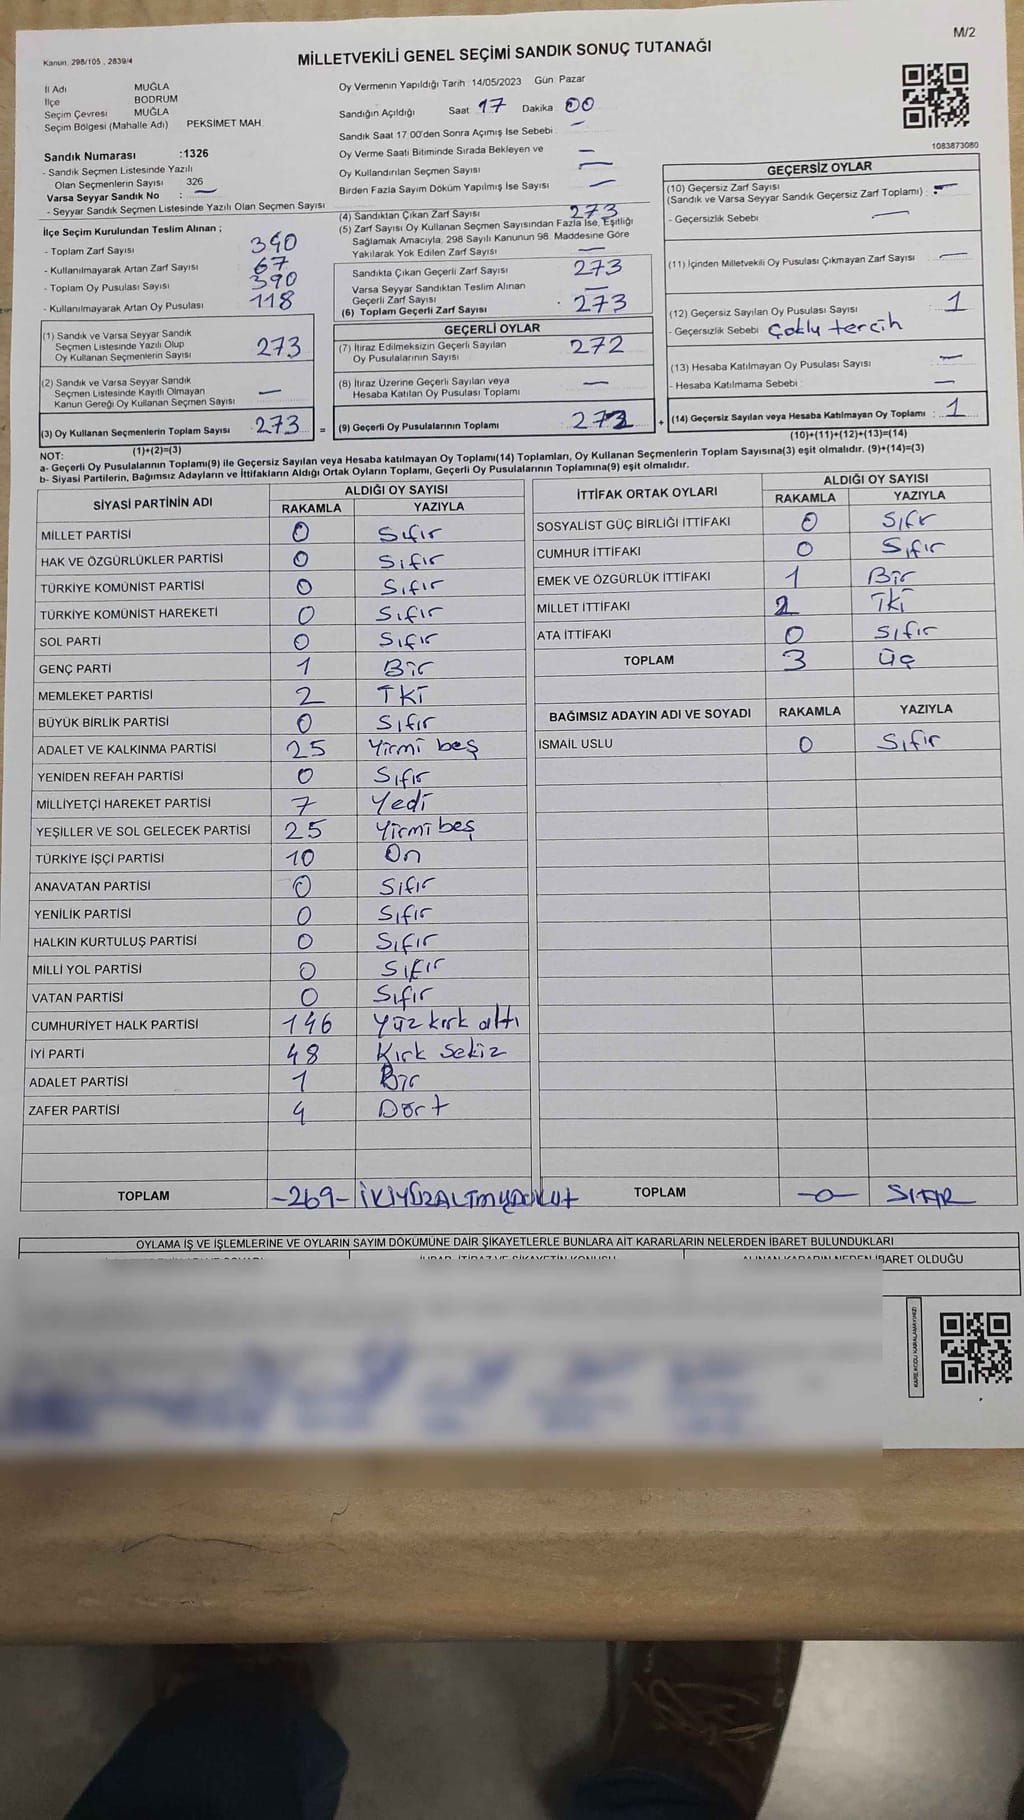 M/2
Kanun. 298/105 , 2839/4
MİLLETVEKİLİ GENEL SEÇİMİ SANDIK SONUÇ TUTANAĞI
İl Adı MUĞLA
İlçe BODRUM
Seçim Çevresi MUĞLA
Seçim Bölgesi (Mahalle Adı) PEKSİMET MAH.
Sandık Numarası :1326
- Sandık Seçmen Listesinde Yazılı
Olan Seçmenlerin Sayısı 326
Varsa Seyyar Sandık No : —
- Seyyar Sandık Seçmen Listesinde Yazılı Olan Seçmen Sayısı
İlçe Seçim Kurulundan Teslim Alınan ;
- Toplam Zarf Sayısı 340
- Kullanılmayarak Artan Zarf Sayısı 67
- Toplam Oy Pusulası Sayısı 390
- Kullanılmayarak Artan Oy Pusulası 118
(1) Sandık ve Varsa Seyyar Sandık
Seçmen Listesinde Yazılı Olup
Oy Kullanan Seçmenlerin Sayısı 273
(2) Sandık ve Varsa Seyyar Sandık
Seçmen Listesinde Kayıtlı Olmayan
Kanun Gereği Oy Kullanan Seçmen Sayısı —
(3) Oy Kullanan Seçmenlerin Toplam Sayısı 273 =
(1)+(2)=(3)
Oy Vermenin Yapıldığı Tarih 14/05/2023 Gün Pazar
Sandığın Açıldığı Saat 17 Dakika 00
Sandık Saat 17 00'den Sonra Açımış İse Sebebi —
Oy Verme Saati Bitiminde Sırada Bekleyen ve —
Oy Kullandırılan Seçmen Sayısı —
Birden Fazla Sayım Döküm Yapılmış İse Sayısı —
(4) Sandıktan Çıkan Zarf Sayısı 273
(5) Zarf Sayısı Oy Kullanan Seçmen Sayısından Fazla İse, Eşitliği
Sağlamak Amacıyla, 298 Sayılı Kanunun 98. Maddesine Göre
Yakılarak Yok Edilen Zarf Sayısı —
Sandıkta Çıkan Geçerli Zarf Sayısı 273
Varsa Seyyar Sandıktan Teslim Alınan
Geçerli Zarf Sayısı —
(6) Toplam Geçerli Zarf Sayısı 273
GEÇERLİ OYLAR
(7) İtiraz Edilmeksizin Geçerli Sayılan
Oy Pusulalarının Sayısı 272
(8) İtiraz Üzerine Geçerli Sayılan veya
Hesaba Katılan Oy Pusulası Toplamı —
(9) Geçerli Oy Pusulalarının Toplamı 272 +
1083873080
GEÇERSİZ OYLAR
(10) Geçersiz Zarf Sayısı
(Sandık ve Varsa Seyyar Sandık Geçersiz Zarf Toplamı) : —
- Geçersizlik Sebebi —
(11) İçinden Milletvekili Oy Pusulası Çıkmayan Zarf Sayısı —
(12) Geçersiz Sayılan Oy Pusulası Sayısı 1
- Geçersizlik Sebebi Çoklu tercih
(13) Hesaba Katılmayan Oy Pusulası Sayısı —
- Hesaba Katılmama Sebebi : —
(14) Geçersiz Sayılan veya Hesaba Katılmayan Oy Toplamı : 1
(10)+(11)+(12)+(13)=(14)
NOT:
a- Geçerli Oy Pusulalarının Toplamı(9) ile Geçersiz Sayılan veya Hesaba katılmayan Oy Toplamı(14) Toplamları, Oy Kullanan Seçmenlerin Toplam Sayısına(3) eşit olmalıdır. (9)+(14)=(3)
b- Siyasi Partilerin, Bağımsız Adayların ve İttifakların Aldığı Ortak Oyların Toplamı, Geçerli Oy Pusulalarının Toplamına(9) eşit olmalıdır.
SİYASİ PARTİNİN ADI ALDIĞI OY SAYISI
RAKAMLA YAZIYLA
MİLLET PARTİSİ 0 Sıfır
HAK VE ÖZGÜRLÜKLER PARTİSİ 0 Sıfır
TÜRKİYE KOMÜNİST PARTİSİ 0 Sıfır
TÜRKİYE KOMÜNİST HAREKETİ 0 Sıfır
SOL PARTİ 0 Sıfır
GENÇ PARTİ 1 Bir
MEMLEKET PARTİSİ 2 İki
BÜYÜK BİRLİK PARTİSİ 0 Sıfır
ADALET VE KALKINMA PARTİSİ 25 Yirmi beş
YENİDEN REFAH PARTİSİ 0 Sıfır
MİLLİYETÇİ HAREKET PARTİSİ 7 Yedi
YEŞİLLER VE SOL GELECEK PARTİSİ 25 Yirmi beş
TÜRKİYE İŞÇİ PARTİSİ 10 On
ANAVATAN PARTİSİ 0 Sıfır
YENİLİK PARTİSİ 0 Sıfır
HALKIN KURTULUŞ PARTİSİ 0 Sıfır
MİLLİ YOL PARTİSİ 0 Sıfır
VATAN PARTİSİ 0 Sıfır
CUMHURİYET HALK PARTİSİ 146 Yüz kırk altı
İYİ PARTİ 48 Kırk Sekiz
ADALET PARTİSİ 1 Bir
ZAFER PARTİSİ 4 Dört
TOPLAM -269- İKİYÜZALTMIŞDOKUZ
İTTİFAK ORTAK OYLARI ALDIĞI OY SAYISI
RAKAMLA YAZIYLA
SOSYALİST GÜÇ BİRLİĞİ İTTİFAKI 0 Sıfr
CUMHUR İTTİFAKI 0 Sıfır
EMEK VE ÖZGÜRLÜK İTTİFAKI 1 Bir
MİLLET İTTİFAKI 2 İki
ATA İTTİFAKI 0 Sıfır
TOPLAM 3 Üç
BAĞIMSIZ ADAYIN ADI VE SOYADI RAKAMLA YAZIYLA
İSMAİL USLU 0 Sıfır
TOPLAM -0- SIFIR
OYLAMA İŞ VE İŞLEMLERİNE VE OYLARIN SAYIM DÖKÜMÜNE DAİR ŞİKAYETLERLE BUNLARA AİT KARARLARIN NELERDEN İBARET BULUNDUKLARI
İHBAR, İTİRAZ VE ŞİKAYETİN KONUSU ALINAN KARARIN NEDEN İBARET OLDUĞU
KARE KODU KARALAMAYINIZ!